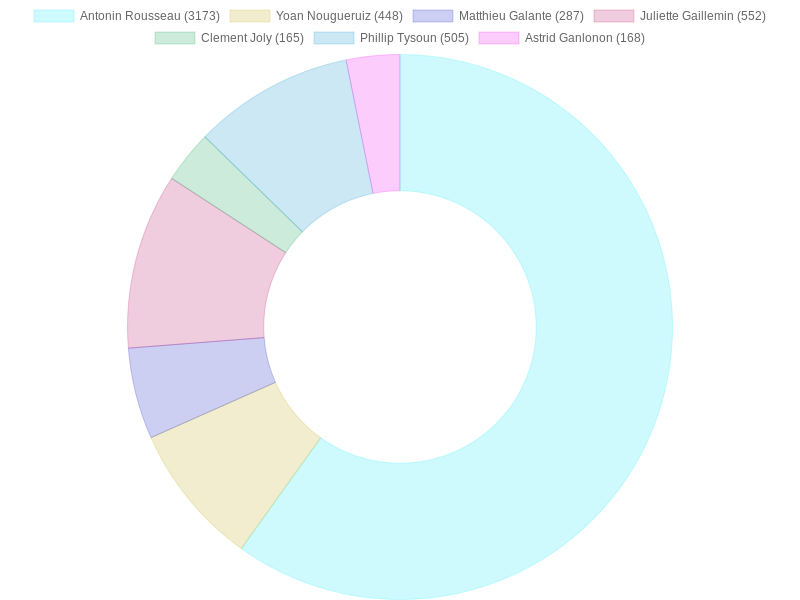 Antonin Rousseau (3173) Yoan Nougueruiz (448) Matthieu Galante (287) Juliette Gaillemin (552)
Clement Joly (165) Phillip Tysoun (505) Astrid Ganlonon (168)